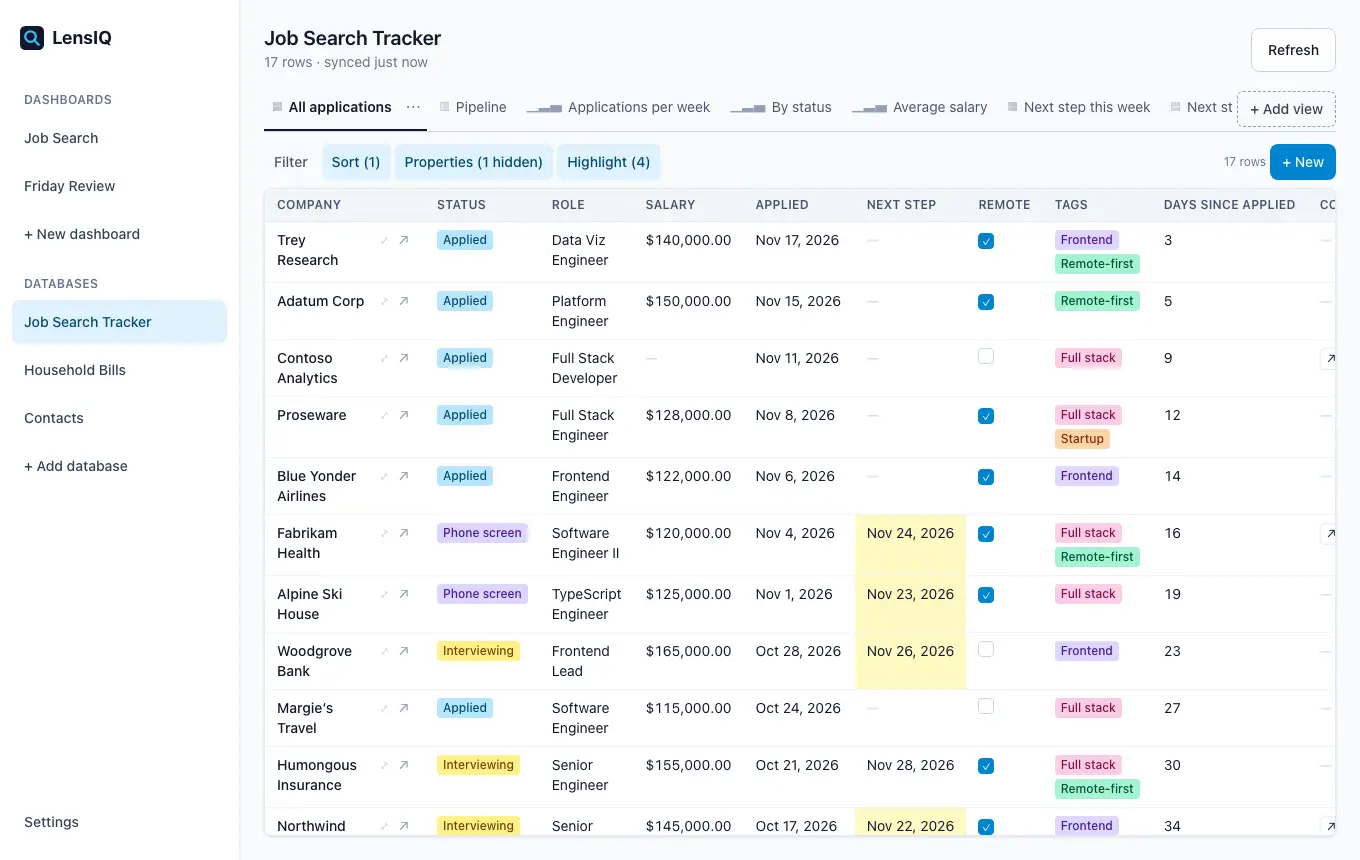 LensIQ
DASHBOARDS
Job Search
Friday Review
+ New dashboard
DATABASES
Job Search Tracker
Household Bills
Contacts
+ Add database
Settings
Job Search Tracker
17 rows · synced just now
Refresh
All applications ··· Pipeline Applications per week By status Average salary Next step this week Next st + Add view
Filter Sort (1) Properties (1 hidden) Highlight (4) 17 rows + New
COMPANY STATUS ROLE SALARY APPLIED NEXT STEP REMOTE TAGS DAYS SINCE APPLIED CO
Trey Applied Data Viz $140,000.00 Nov 17, 2026 — Frontend 3 —
Research Engineer Remote-first
Adatum Corp Applied Platform $150,000.00 Nov 15, 2026 — Remote-first 5 —
Engineer
Contoso Applied Full Stack — Nov 11, 2026 — Full stack 9
Analytics Developer
Proseware Applied Full Stack $128,000.00 Nov 8, 2026 — Full stack 12 —
Engineer Startup
Blue Yonder Applied Frontend $122,000.00 Nov 6, 2026 — Frontend 14 —
Airlines Engineer
Fabrikam Phone screen Software $120,000.00 Nov 4, 2026 Nov 24, 2026 Full stack 16
Health Engineer II Remote-first
Alpine Ski Phone screen TypeScript $125,000.00 Nov 1, 2026 Nov 23, 2026 Full stack 19 —
House Engineer
Woodgrove Interviewing Frontend $165,000.00 Oct 28, 2026 Nov 26, 2026 Frontend 23 —
Bank Lead
Margie’s Applied Software $115,000.00 Oct 24, 2026 — Full stack 27 —
Travel Engineer
Humongous Interviewing Senior $155,000.00 Oct 21, 2026 Nov 28, 2026 Full stack 30 —
Insurance Engineer Remote-first
Northwind Interviewing Senior $145,000.00 Oct 17, 2026 Nov 22, 2026 Frontend 34